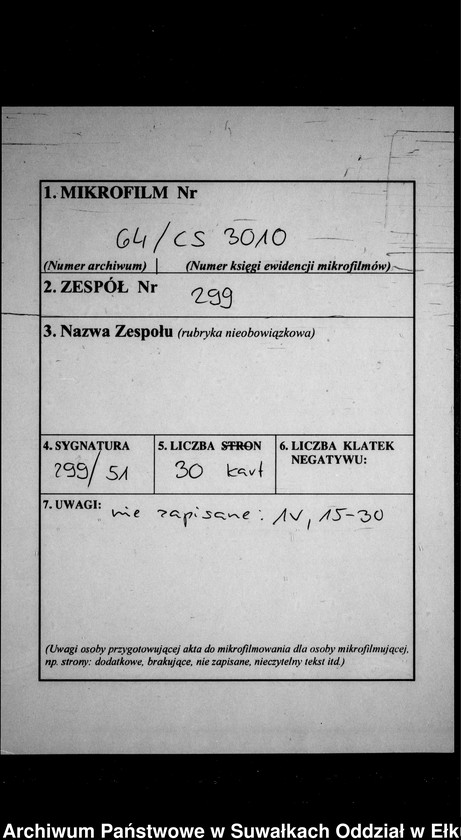 1. MIKROFILM Nr
64/CS 3010
(Numer archiwum) (Numer księgi ewidencji mikrofilmów)
2. ZESPÓŁ Nr
299
3. Nazwa Zespołu (rubryka nieobowiązkowa)
4. SYGNATURA
299/51
5. LICZBA STRON
30 kart
6. LICZBA KLATEK
NEGATYWU:
7. UWAGI:
nie zapisane: 1v, 15-30
(Uwagi osoby przygotowującej akta do mikrofilmowania dla osoby mikrofilmującej,
np. strony: dodatkowe, brakujące, nie zapisane, nieczytelny tekst itd.)
Archiwum Państwowe w Suwałkach Oddział w Ełk